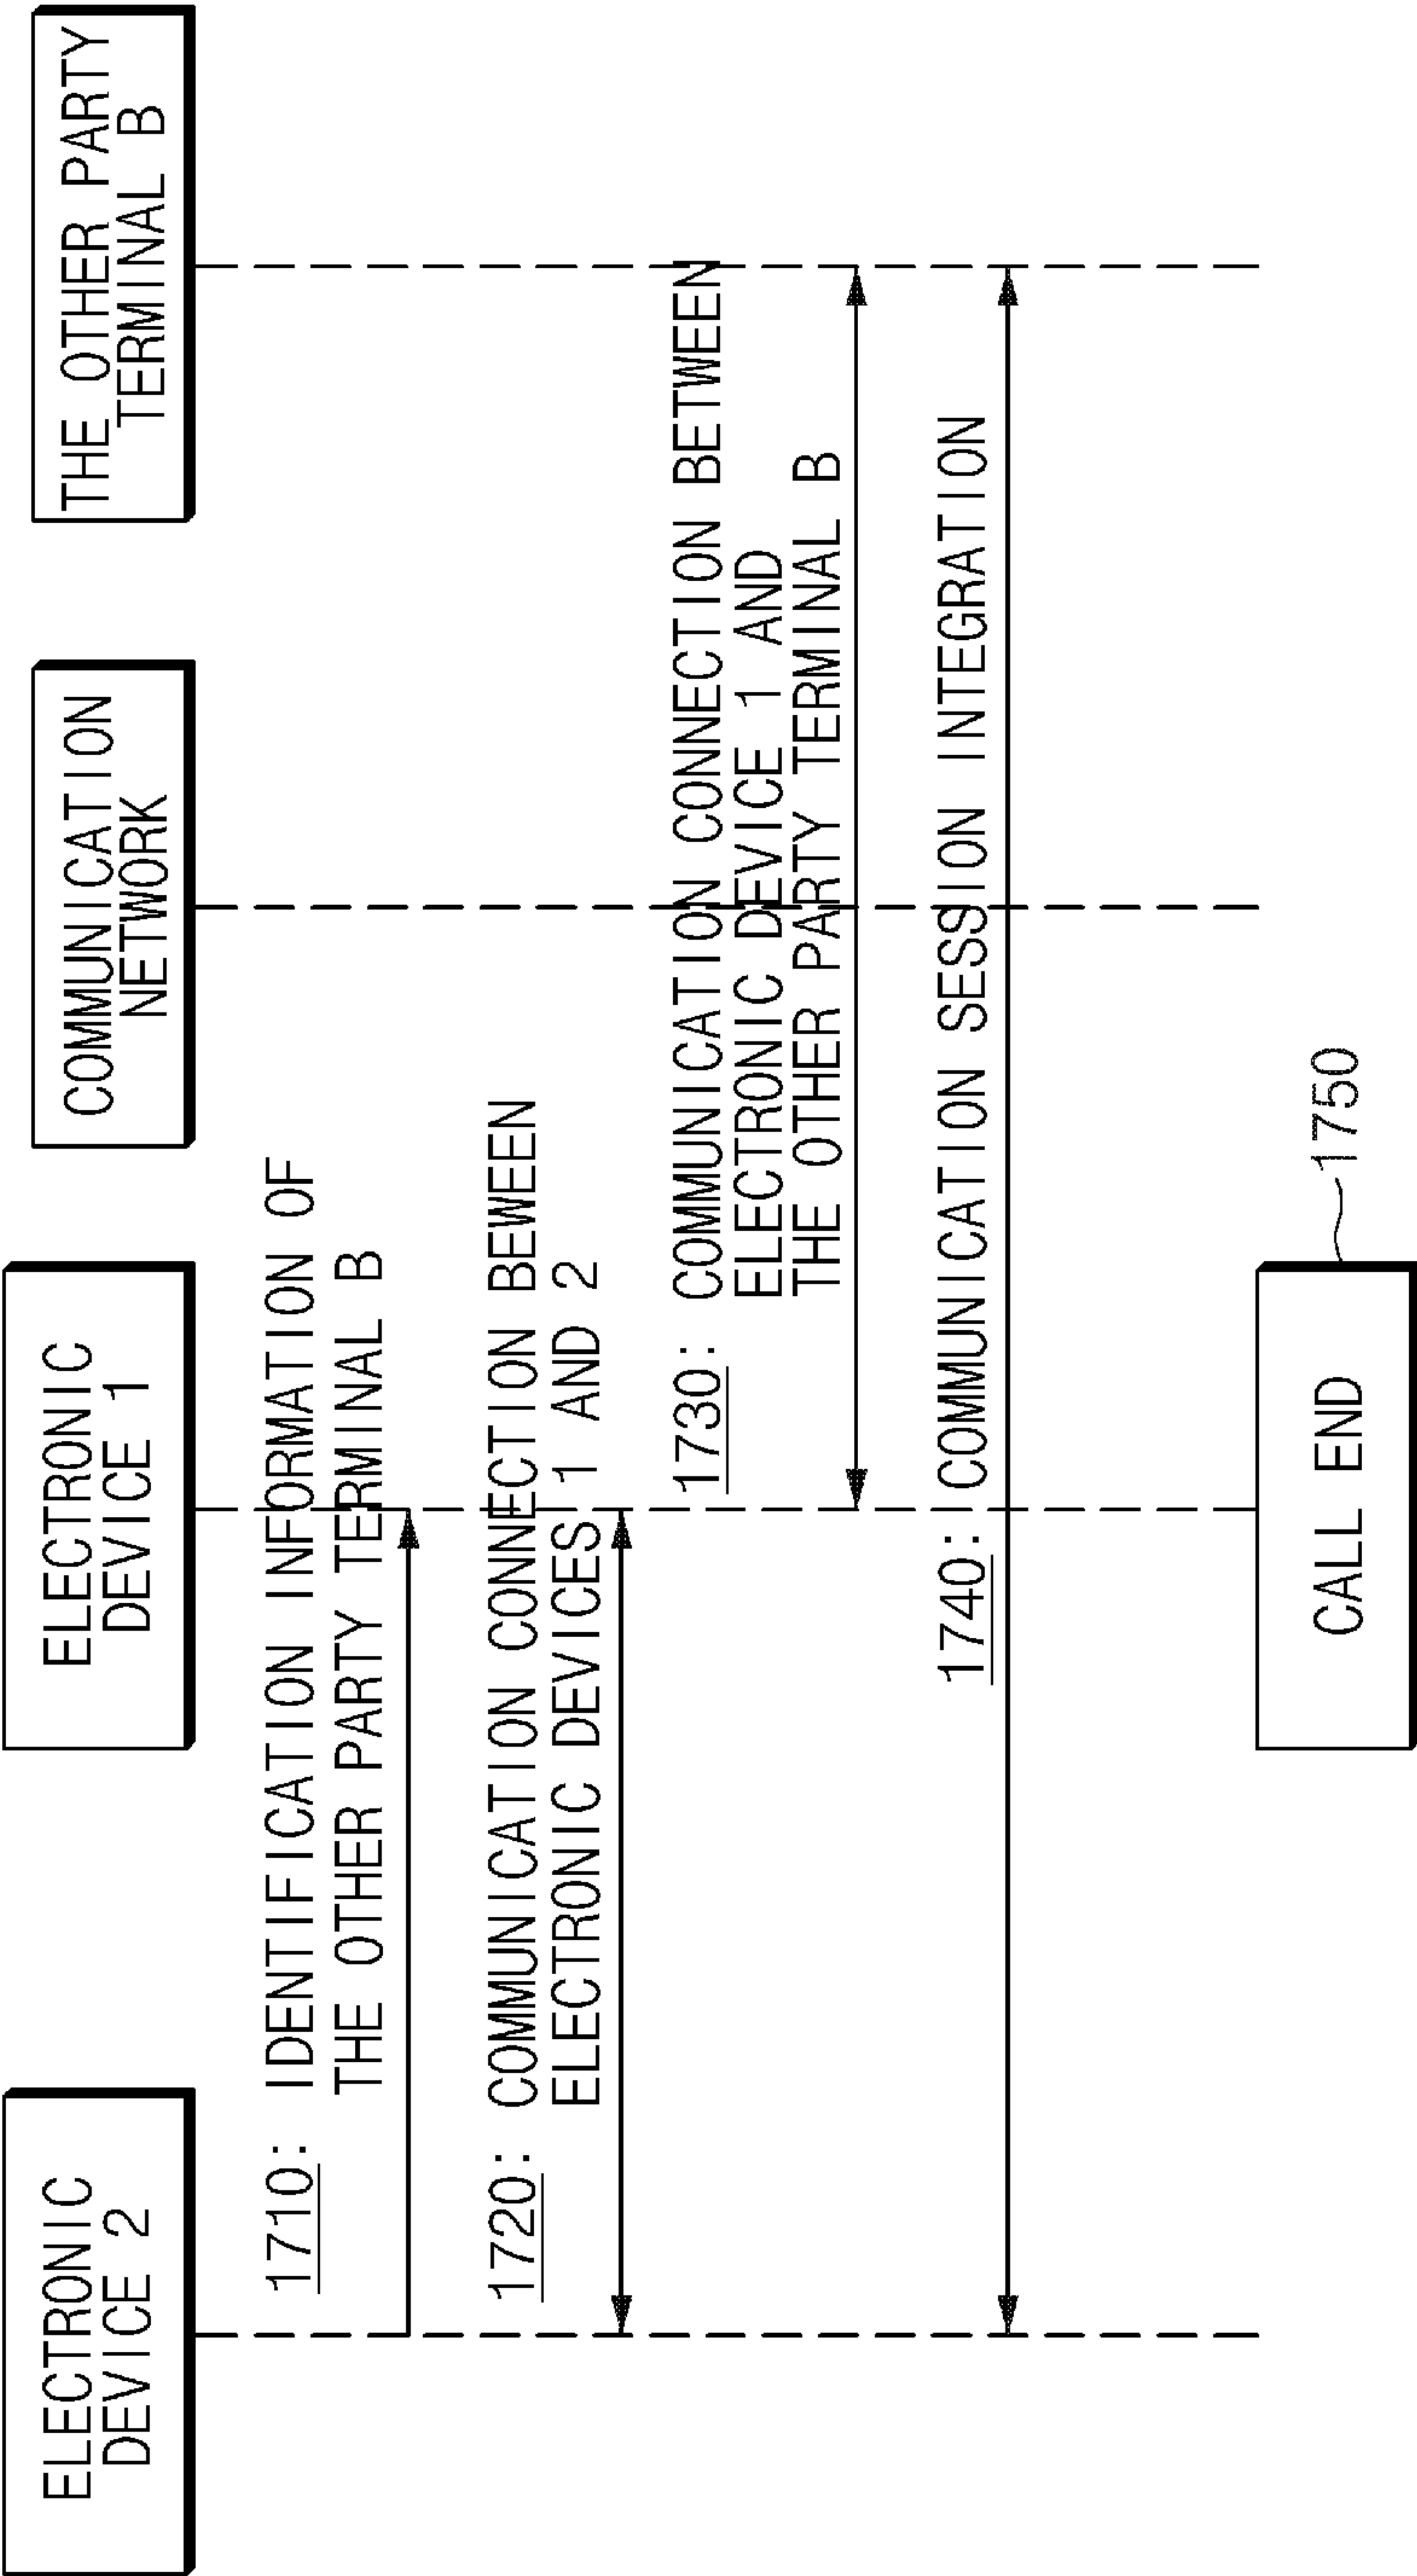 ELECTRONIC
DEVICE 2
ELECTRONIC
DEVICE 1
COMMUNICATION
NETWORK
THE OTHER PARTY
TERMINAL B
1710: IDENTIFICATION INFORMATION OF
THE OTHER PARTY TERMINAL B
1720: COMMUNICATION CONNECTION BEWEEN
ELECTRONIC DEVICES 1 AND 2
1730: COMMUNICATION CONNECTION BETWEEN
ELECTRONIC DEVICE 1 AND
THE OTHER PARTY TERMINAL B
1740: COMMUNICATION SESSION INTEGRATION
CALL END
1750